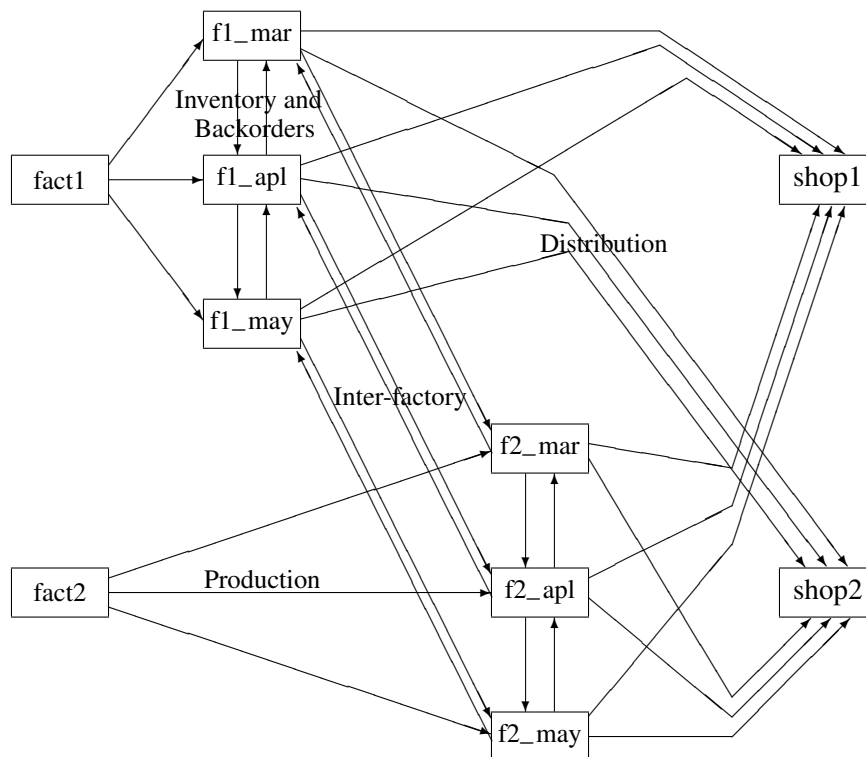 f1_mar
Inventory and
Backorders
fact1
f1_apl
shop1
Distribution
f1_may
Inter-factory
f2_mar
fact2
Production
f2_apl
shop2
f2_may